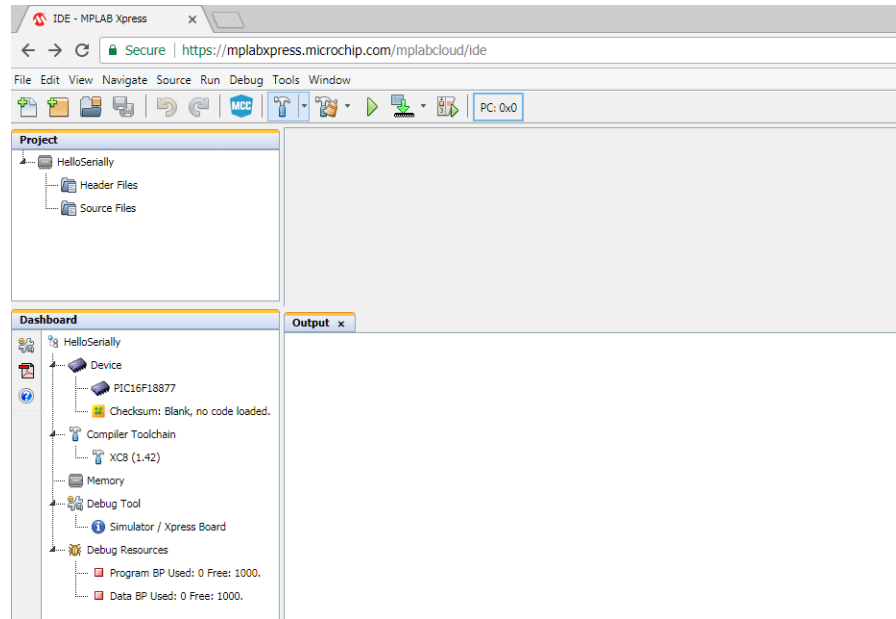 IDE - MPLAB Xpress
Secure | https://mplabxpress.microchip.com/mplabcloud/ide
File Edit View Navigate Source Run Debug Tools Window
MCC PC: 0x0
Project
HelloSerially
Header Files
Source Files
Dashboard
HelloSerially
Device
PIC16F18877
Checksum: Blank, no code loaded.
Compiler Toolchain
XC8 (1.42)
Memory
Debug Tool
Simulator / Xpress Board
Debug Resources
Program BP Used: 0 Free: 1000.
Data BP Used: 0 Free: 1000.
Output x